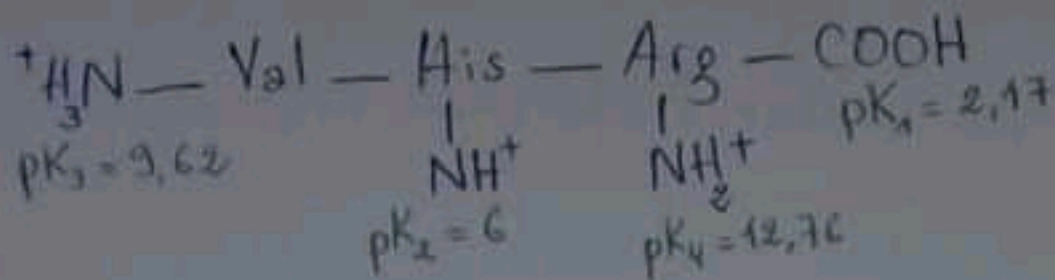 ⁺H₃N — Val — His — Arg — COOH
pK₁ = 2,17
pK₃ = 9,62
NH⁺
NH₂⁺
pK₂ = 6
pK₄ = 12,76